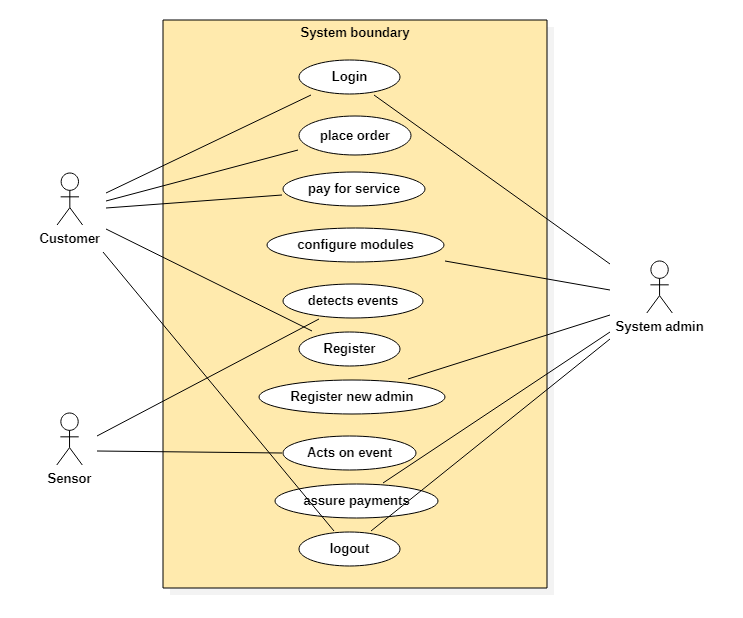 System boundary
Login
place order
pay for service
Customer
configure modules
detects events
System admin
Register
Register new admin
Acts on event
Sensor
assure payments
logout